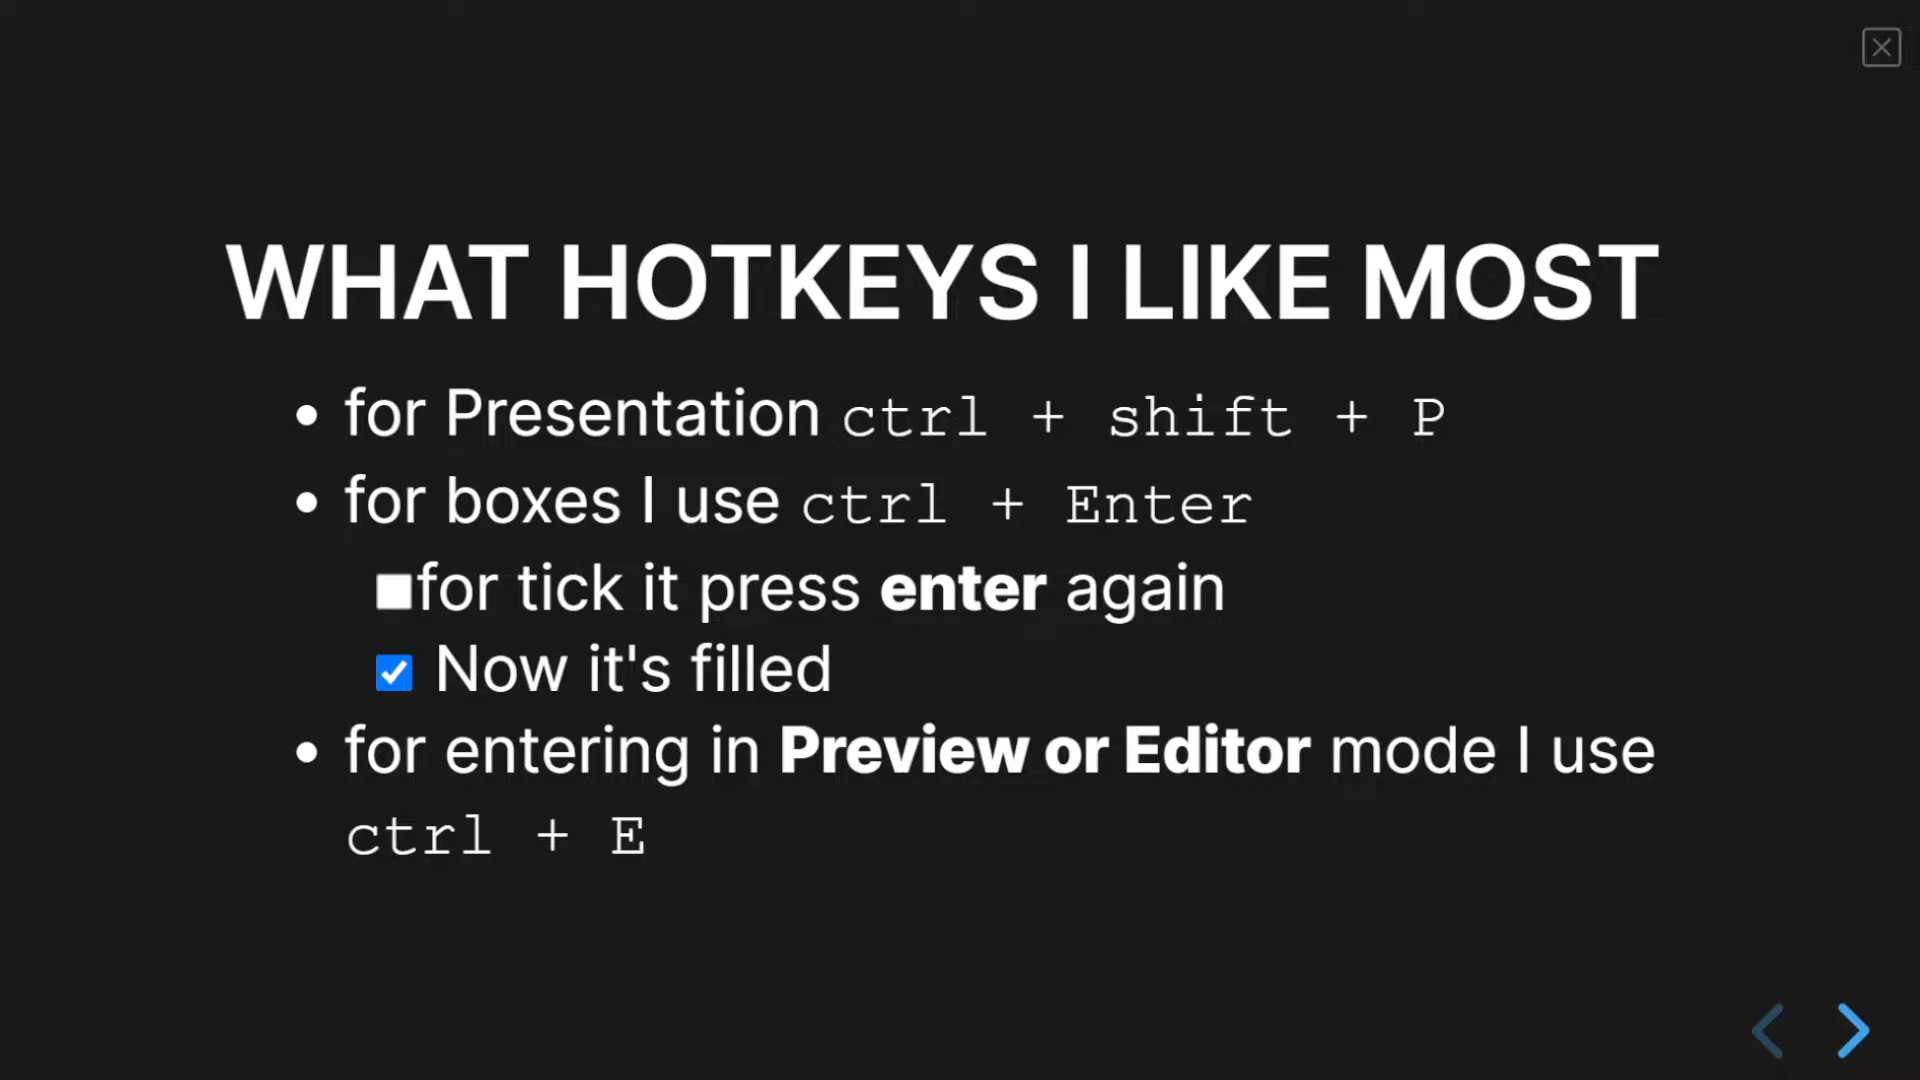 WHAT HOTKEYS I LIKE MOST
for Presentation ctrl + shift + P
for boxes I use ctrl + Enter
for tick it press enter again
Now it's filled
for entering in Preview or Editor mode I use
ctrl + E